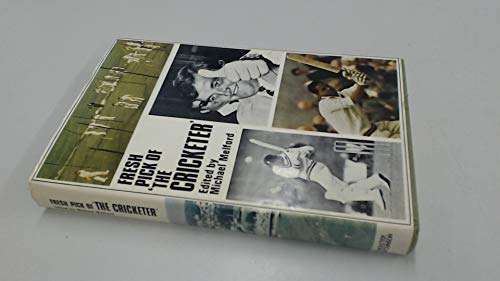 FRESH
PICK OF
THE
CRICKETER'
Edited by
Michael Melford
FRESH PICK OF 'THE CRICKETER'